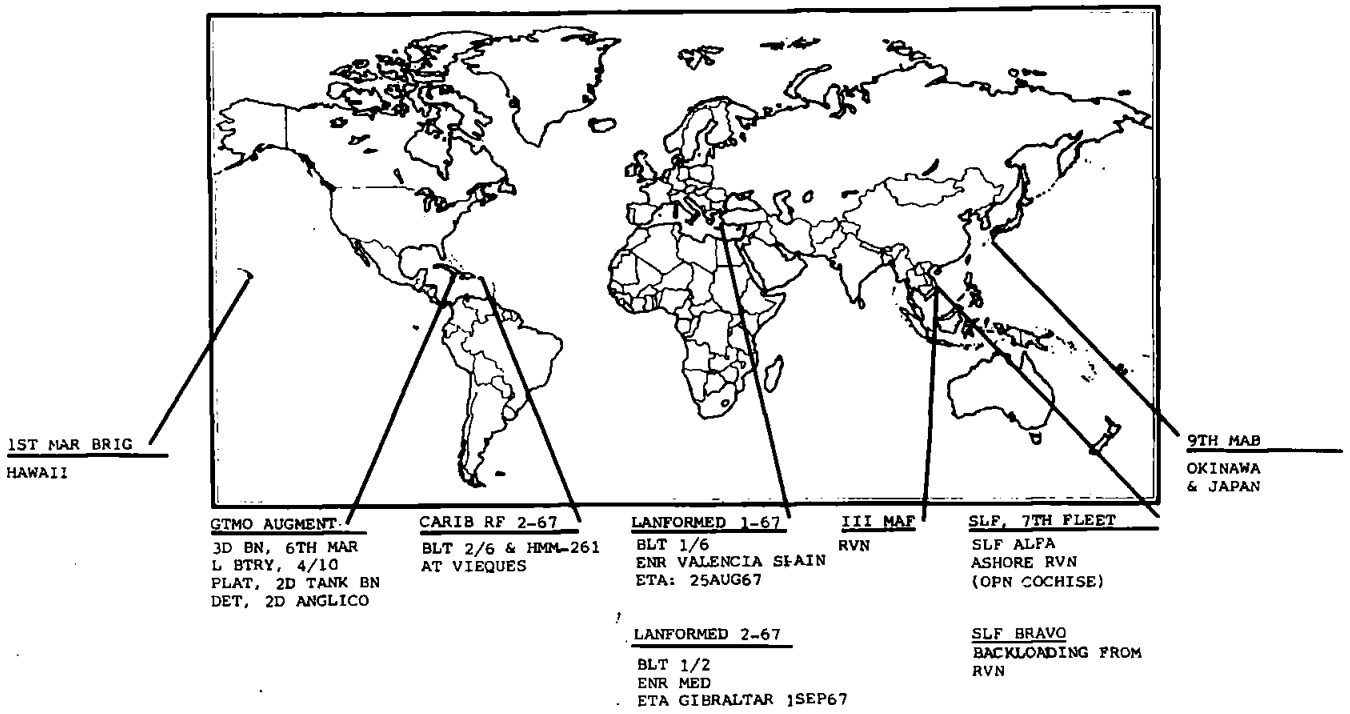 1ST MAR BRIG
HAWAII
9TH MAB
OKINAWA
& JAPAN
GTMO AUGMENT
3D BN, 6TH MAR
L BTRY, 4/10
PLAT, 2D TANK BN
DET, 2D ANGLICO
CARIB RF 2-67
BLT 2/6 & HMM-261
AT VIEQUES
LANFORMED 1-67
BLT 1/6
ENR VALENCIA SPAIN
ETA: 25AUG67
LANFORMED 2-67
BLT 1/2
ENR MED
ETA GIBRALTAR 1SEP67
III MAF
RVN
SLF, 7TH FLEET
SLF ALFA
ASHORE RVN
(OPN COCHISE)
SLF BRAVO
BACKLOADING FROM
RVN